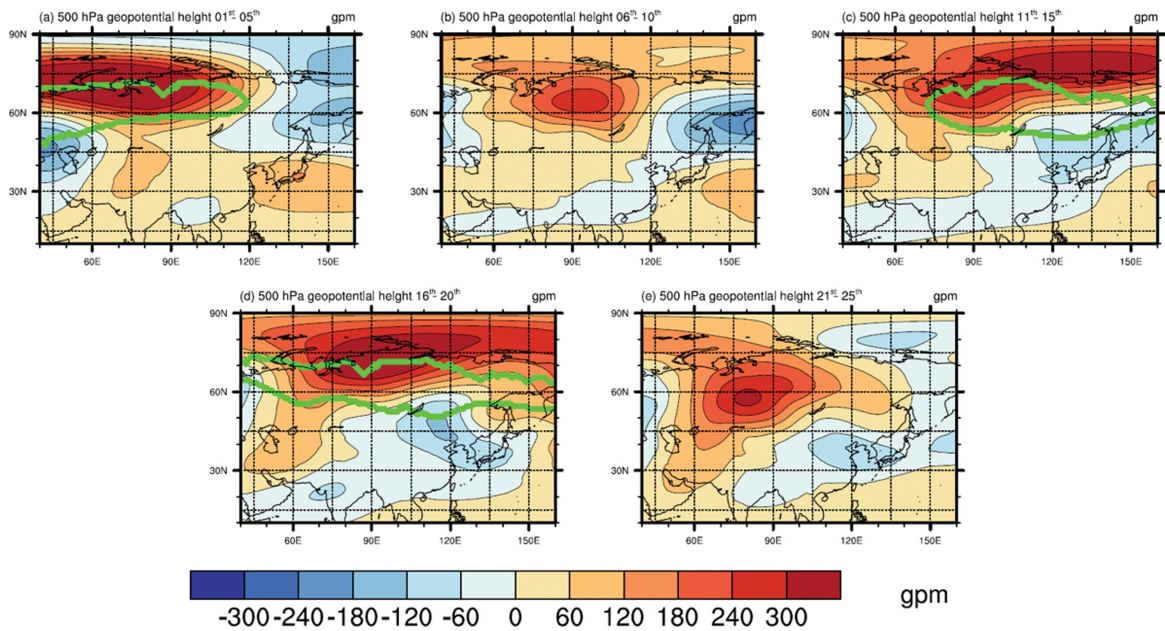 (a) 500 hPa geopotential height 01st- 05th gpm
(b) 500 hPa geopotential height 06th- 10th gpm
(c) 500 hPa geopotential height 11th- 15th gpm
90N 90N 90N
60N 60N 60N
30N 30N 30N
60E 90E 120E 150E 60E 90E 120E 150E 60E 90E 120E 150E
(d) 500 hPa geopotential height 16th- 20th gpm
(e) 500 hPa geopotential height 21st- 25th gpm
90N 90N
60N 60N
30N 30N
60E 90E 120E 150E 60E 90E 120E 150E
-300 -240 -180 -120 -60 0 60 120 180 240 300 gpm